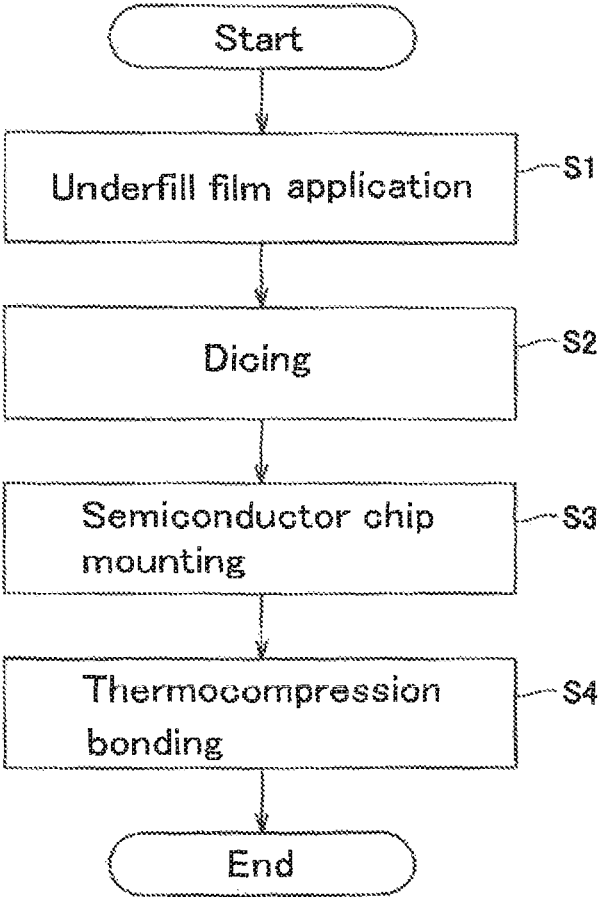 Start
Underfill film application
S1
Dicing
S2
Semiconductor chip
mounting
S3
Thermocompression
bonding
S4
End